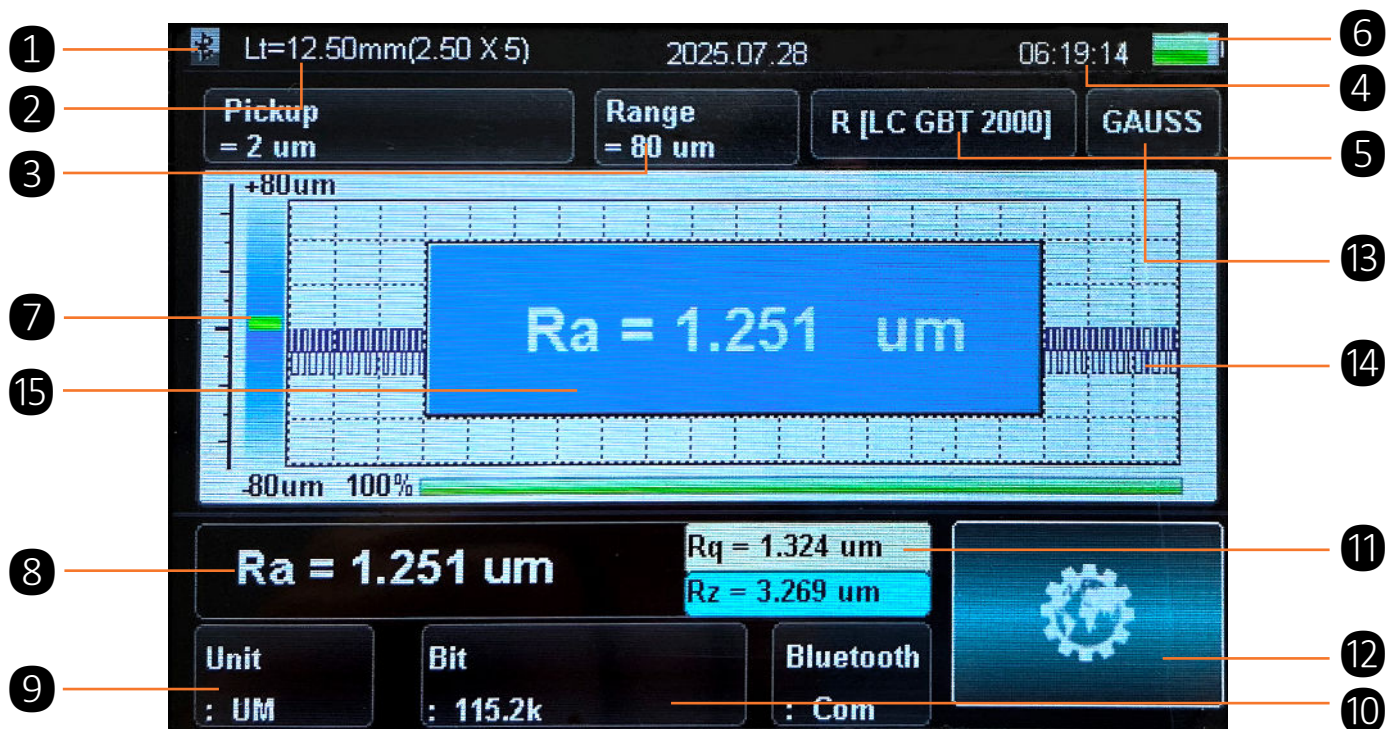 1
Lt=12.50mm(2.50 X 5) 2025.07.28 06:19:14
6
2
4
Pickup
= 2 um
Range
= 80 um
R [LC GBT 2000]
GAUSS
3
5
+80um
13
7
Ra = 1.251 um
14
15
-80um 100%
8
Ra = 1.251 um
Rq = 1.324 um
Rz = 3.269 um
11
12
Unit
: UM
Bit
: 115.2k
Bluetooth
: Com
9
10